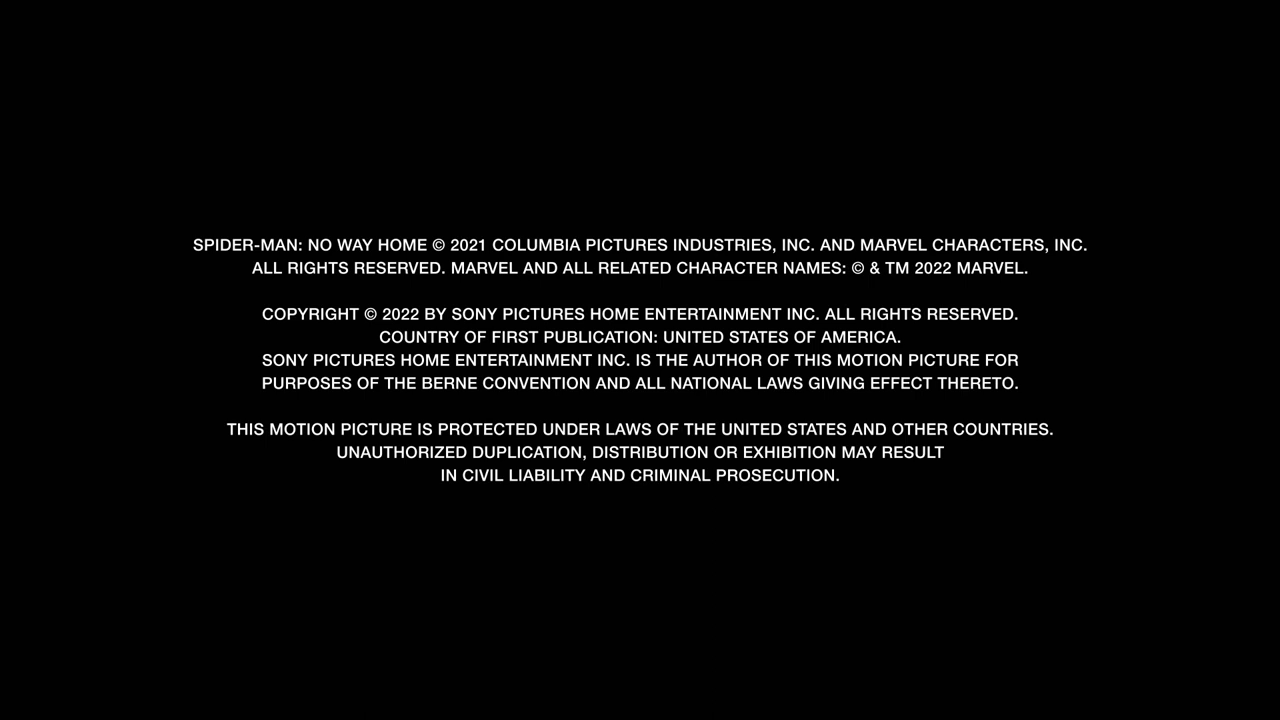 SPIDER-MAN: NO WAY HOME © 2021 COLUMBIA PICTURES INDUSTRIES, INC. AND MARVEL CHARACTERS, INC.
ALL RIGHTS RESERVED. MARVEL AND ALL RELATED CHARACTER NAMES: © & TM 2022 MARVEL.
COPYRIGHT © 2022 BY SONY PICTURES HOME ENTERTAINMENT INC. ALL RIGHTS RESERVED.
COUNTRY OF FIRST PUBLICATION: UNITED STATES OF AMERICA.
SONY PICTURES HOME ENTERTAINMENT INC. IS THE AUTHOR OF THIS MOTION PICTURE FOR
PURPOSES OF THE BERNE CONVENTION AND ALL NATIONAL LAWS GIVING EFFECT THERETO.
THIS MOTION PICTURE IS PROTECTED UNDER LAWS OF THE UNITED STATES AND OTHER COUNTRIES.
UNAUTHORIZED DUPLICATION, DISTRIBUTION OR EXHIBITION MAY RESULT
IN CIVIL LIABILITY AND CRIMINAL PROSECUTION.